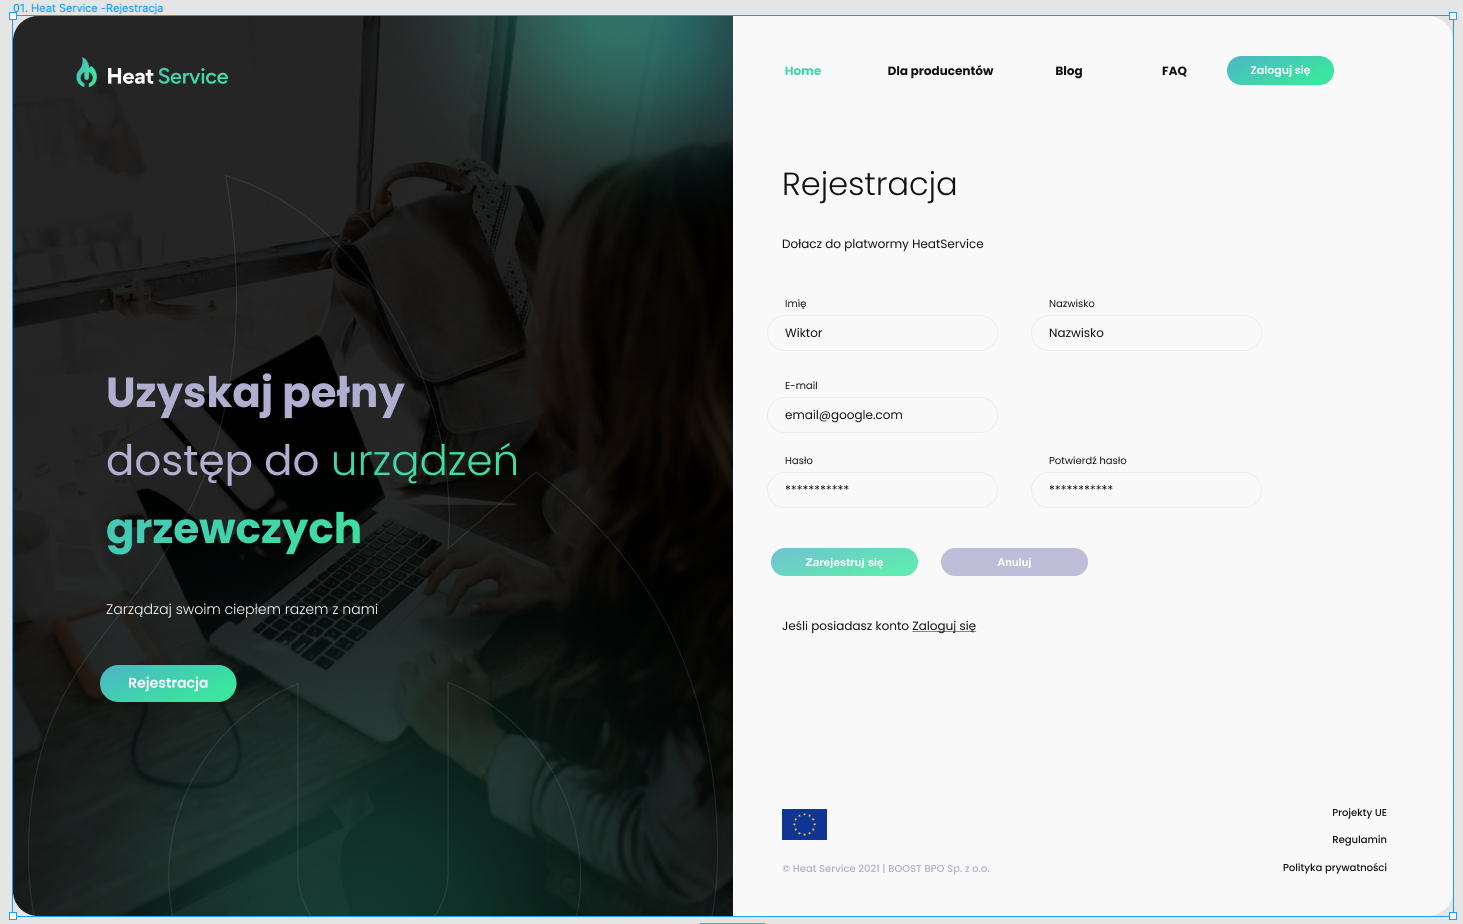 01. Heat Service -Rejestracja
Heat Service
Home
Dla producentów
Blog
FAQ
Zaloguj się
Rejestracja
Dołacz do platwormy HeatService
Imię
Nazwisko
Wiktor
Nazwisko
E-mail
email@google.com
Hasło
Potwierdź hasło
***********
***********
Zarejestruj się
Anuluj
Jeśli posiadasz konto Zaloguj się
Uzyskaj pełny
dostęp do urządzeń
grzewczych
Zarządzaj swoim ciepłem razem z nami
Rejestracja
Projekty UE
Regulamin
Polityka prywatności
© Heat Service 2021 | BOOST BPO Sp. z o.o.